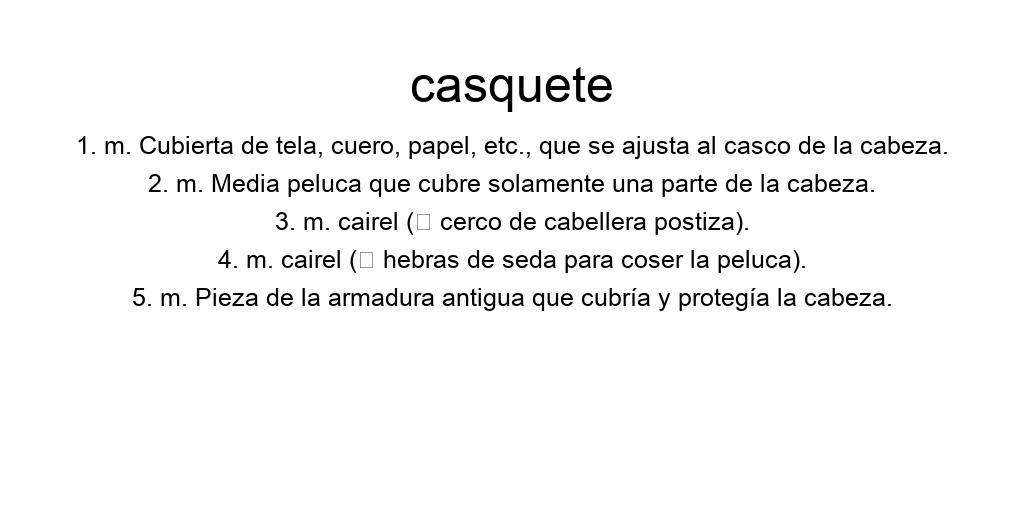 casquete
1. m. Cubierta de tela, cuero, papel, etc., que se ajusta al casco de la cabeza.
2. m. Media peluca que cubre solamente una parte de la cabeza.
3. m. cairel (□ cerco de cabellera postiza).
4. m. cairel (□ hebras de seda para coser la peluca).
5. m. Pieza de la armadura antigua que cubría y protegía la cabeza.